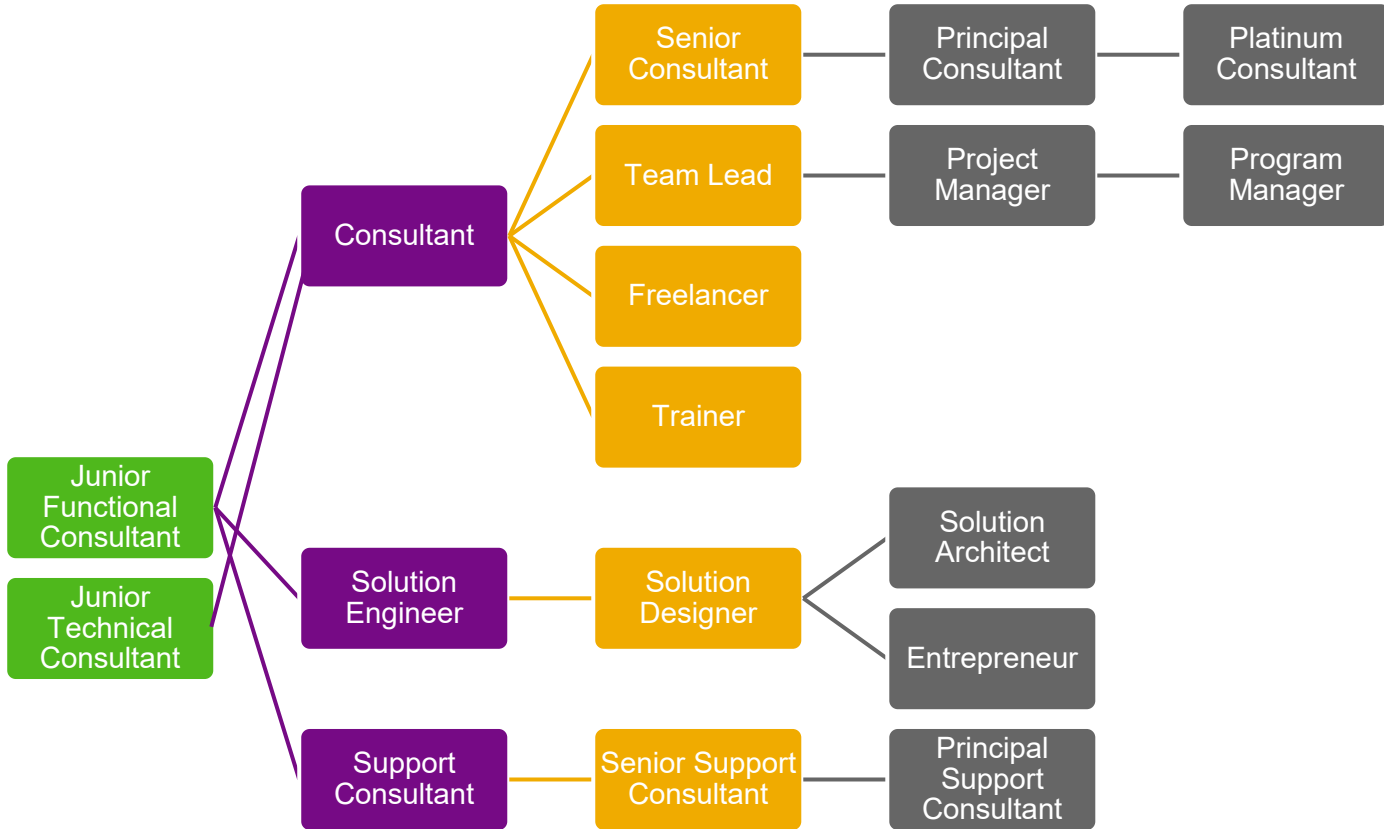 Senior
Consultant
Principal
Consultant
Platinum
Consultant
Team Lead
Project
Manager
Program
Manager
Consultant
Freelancer
Trainer
Junior
Functional
Consultant
Junior
Technical
Consultant
Solution
Engineer
Solution
Designer
Solution
Architect
Entrepreneur
Support
Consultant
Senior Support
Consultant
Principal
Support
Consultant